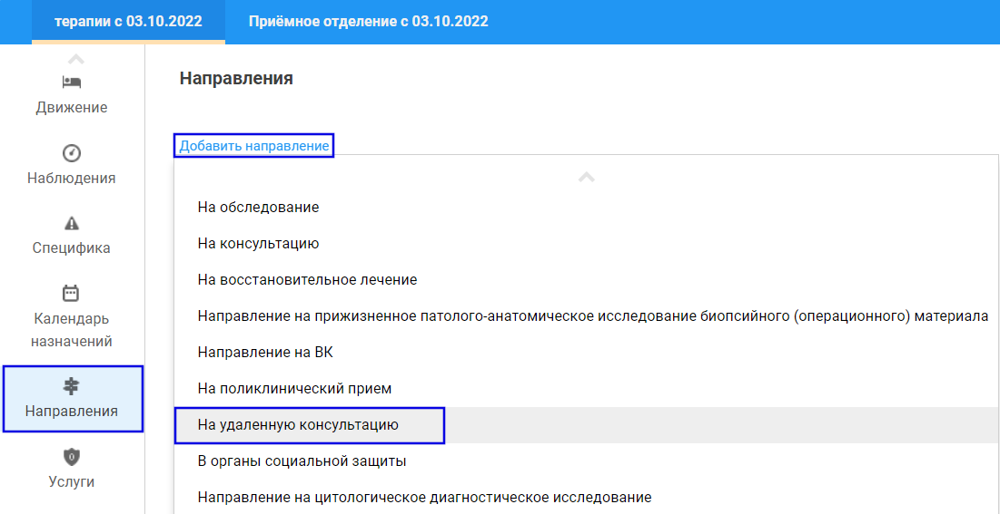 терапии с 03.10.2022
Приёмное отделение с 03.10.2022
Движение
Наблюдения
Специфика
Календарь
назначений
Направления
0
Услуги
Направления
Добавить направление
На обследование
На консультацию
На восстановительное лечение
Направление на прижизненное патолого-анатомическое исследование биопсийного (операционного) материала
Направление на ВК
На поликлинический прием
На удаленную консультацию
В органы социальной защиты
Направление на цитологическое диагностическое исследование